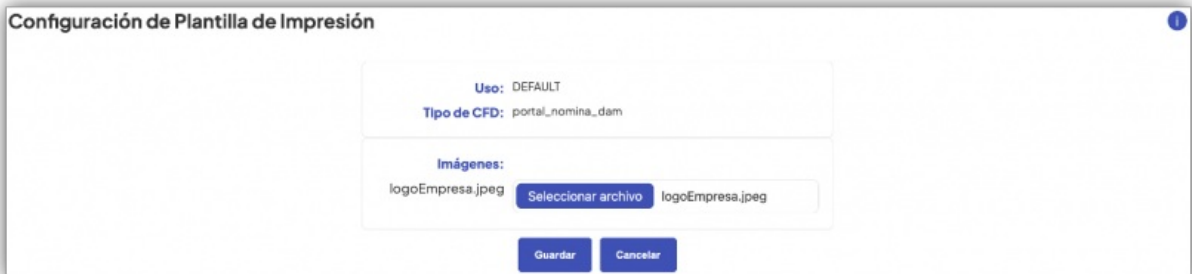 Configuración de Plantilla de Impresión
i
Uso: DEFAULT
Tipo de CFD: portal_nomina_dam
Imágenes:
logoEmpresa.jpeg Seleccionar archivo logoEmpresa.jpeg
Guardar Cancelar